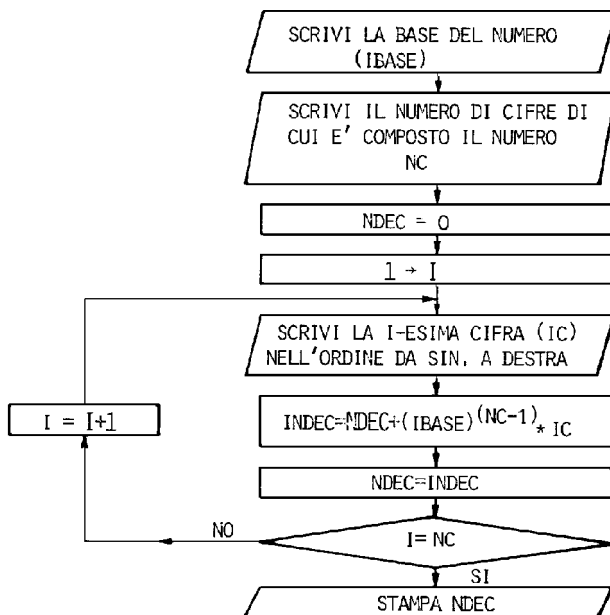 SCRIVI LA BASE DEL NUMERO
(IBASE)
SCRIVI IL NUMERO DI CIFRE DI
CUI E' COMPOSTO IL NUMERO
NC
NDEC = 0
1 → I
SCRIVI LA I-ESIMA CIFRA (IC)
NELL'ORDINE DA SIN. A DESTRA
I = I+1
INDEC=NDEC+(IBASE)^(NC-1) * IC
NDEC=INDEC
NO
I= NC
SI
STAMPA NDEC